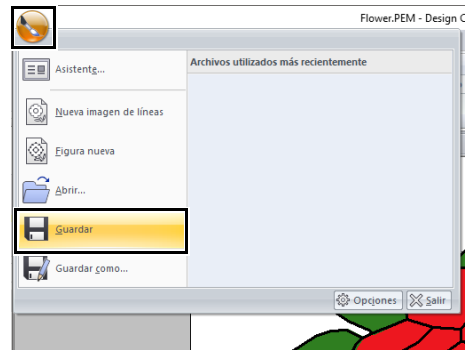 Flower.PEM - Design
Asistente...
Archivos utilizados más recientemente
Nueva imagen de líneas
Figura nueva
Abrir...
Guardar
Guardar como...
Opciones
Salir